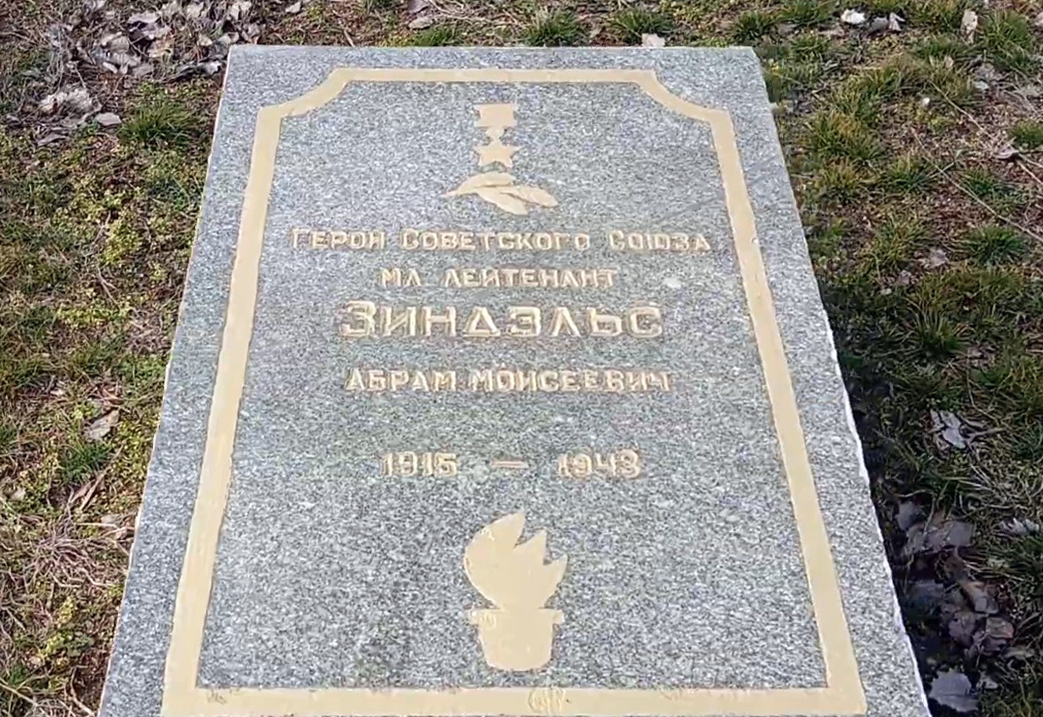 ГЕРОЙ СОВЕТСКОГО СОЮЗА
МЛ ЛЕЙТЕНАНТ
ЗИНДЭЛЬС
АБРАМ МОИСЕЕВИЧ
1915 — 1943